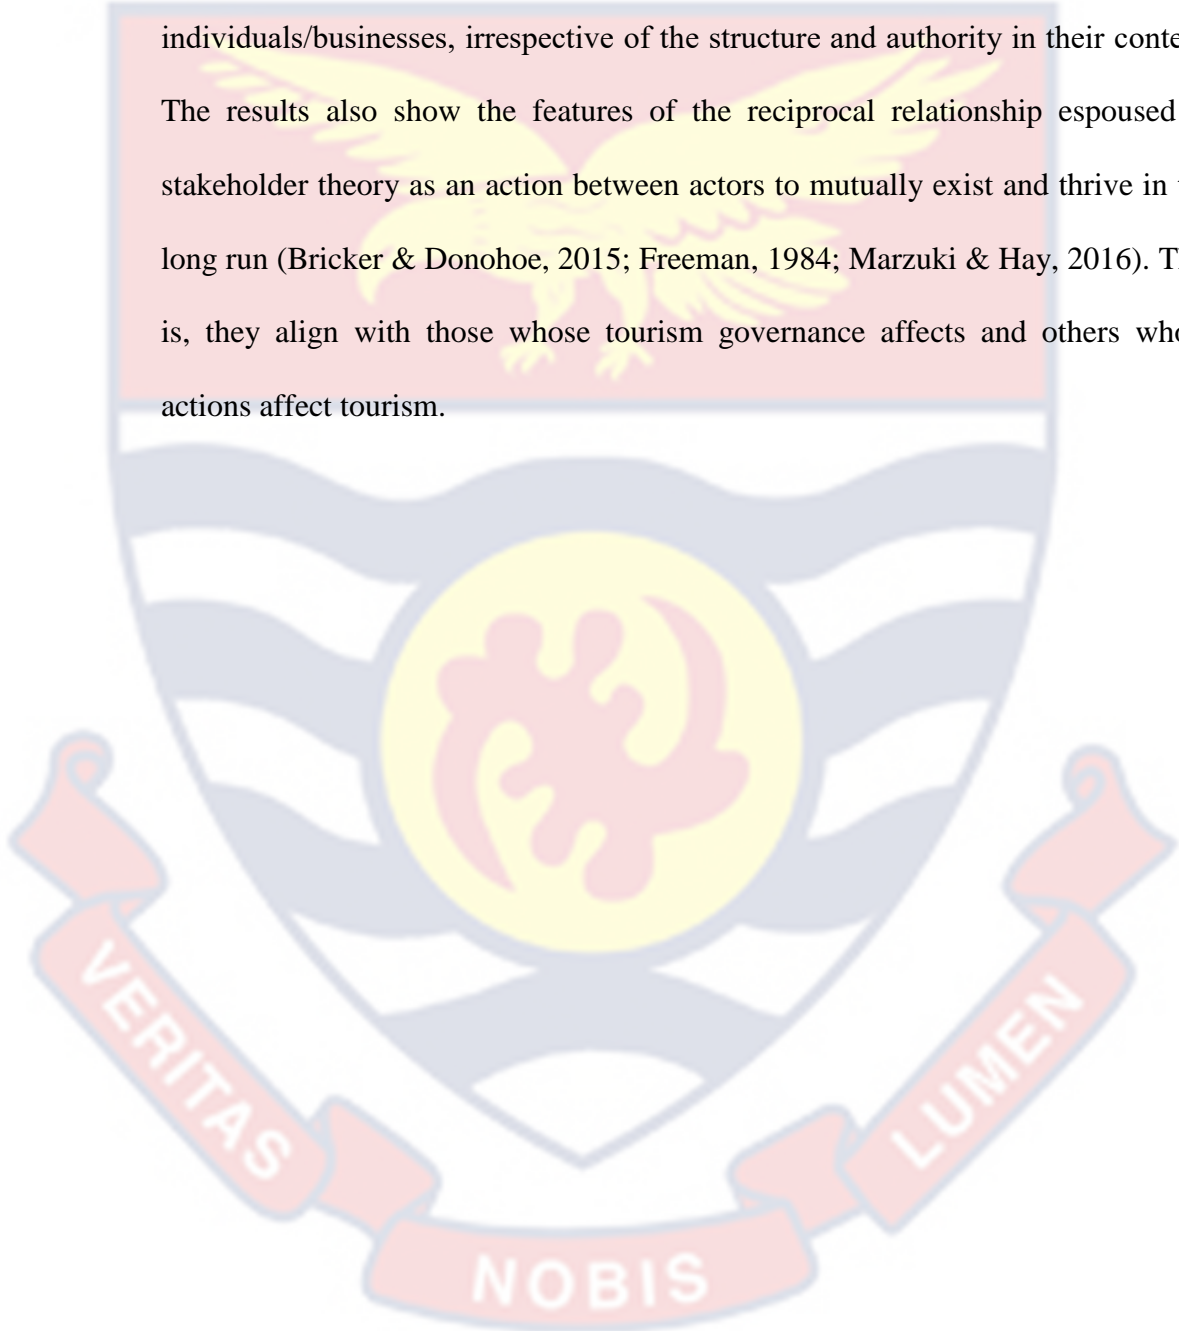 individuals/businesses, irrespective of the structure and authority in their conte
The results also show the features of the reciprocal relationship espoused
stakeholder theory as an action between actors to mutually exist and thrive in
long run (Bricker & Donohoe, 2015; Freeman, 1984; Marzuki & Hay, 2016). T
is, they align with those whose tourism governance affects and others who
actions affect tourism.
VERITAS
NOBIS
LUMEN